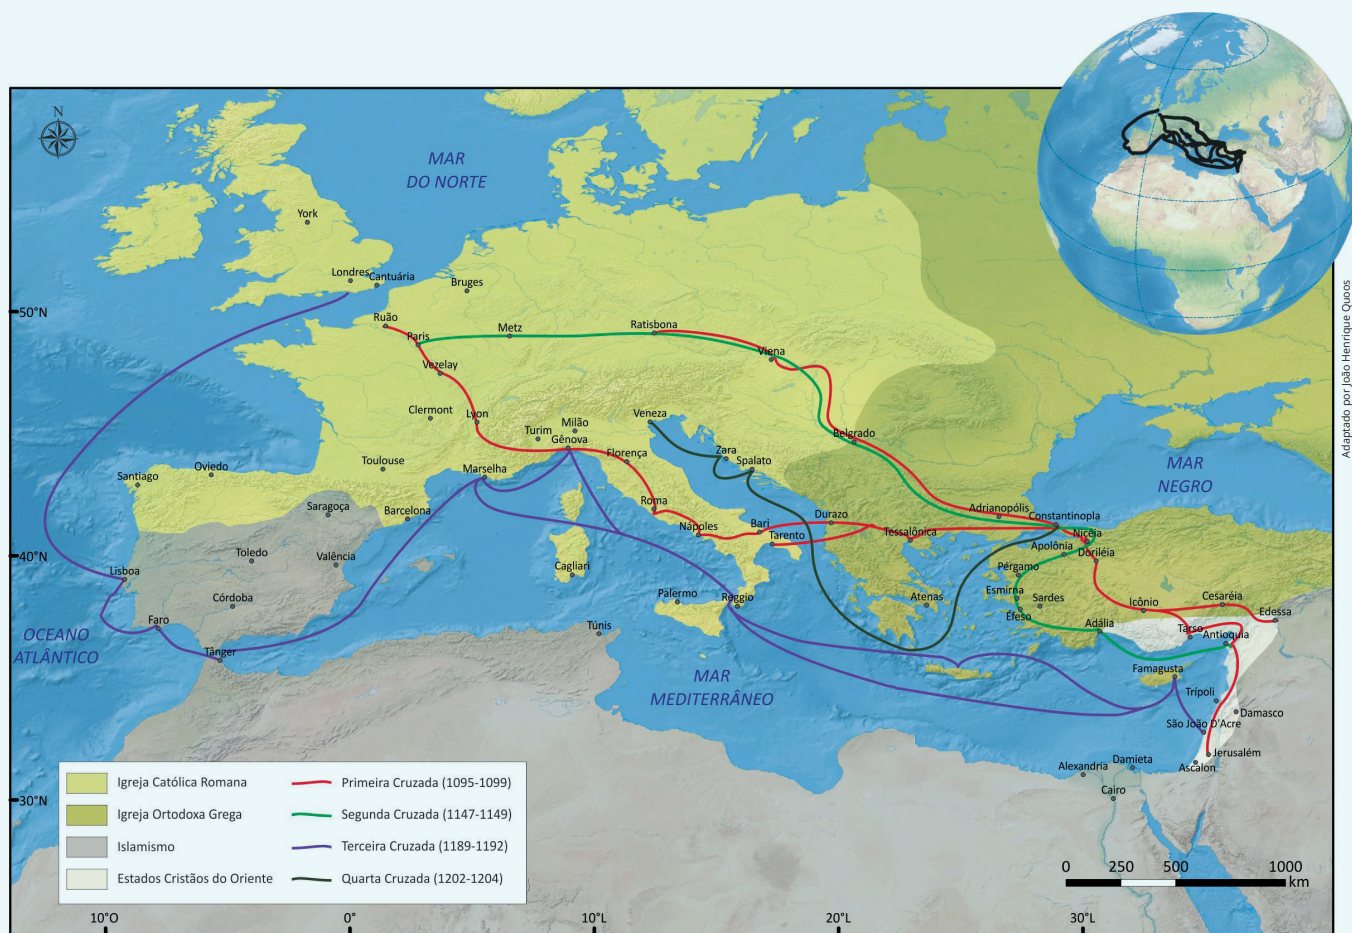 N
MAR
DO NORTE
York
Londres
Cantuária
Bruges
50°N
Ruão
Paris
Metz
Ratisbona
Viena
Vezelay
Clermont
Lyon
Turim
Milão
Gênova
Veneza
Zara
Spalato
Belgrado
Florença
Toulouse
Marselha
Santiago
Oviedo
Saragoça
Barcelona
MAR
NEGRO
Roma
Nápoles
Bari
Tarento
Durazo
Tessalônica
Adrianopólis
Constantinopla
Nicéia
Apolônia
Doriléia
40°N
Lisboa
Toledo
Valência
Córdoba
Faro
Tânger
Cagliari
Palermo
Reggio
Túnis
Atenas
Pérgamo
Esmirna
Sardes
Éfeso
Adália
Icônio
Cesaréia
Edessa
Tarso
Antioquia
Famagusta
Trípoli
Damasco
São João D'Acre
Jerusalém
Ascalon
OCEANO
ATLÂNTICO
MAR
MEDITERRÂNEO
Alexandria
Damieta
Cairo
30°N
Igreja Católica Romana
Igreja Ortodoxa Grega
Islamismo
Estados Cristãos do Oriente
Primeira Cruzada (1095-1099)
Segunda Cruzada (1147-1149)
Terceira Cruzada (1189-1192)
Quarta Cruzada (1202-1204)
0 250 500 1000
km
10°O 0° 10°L 20°L 30°L
Adaptado por João Henrique Quoos